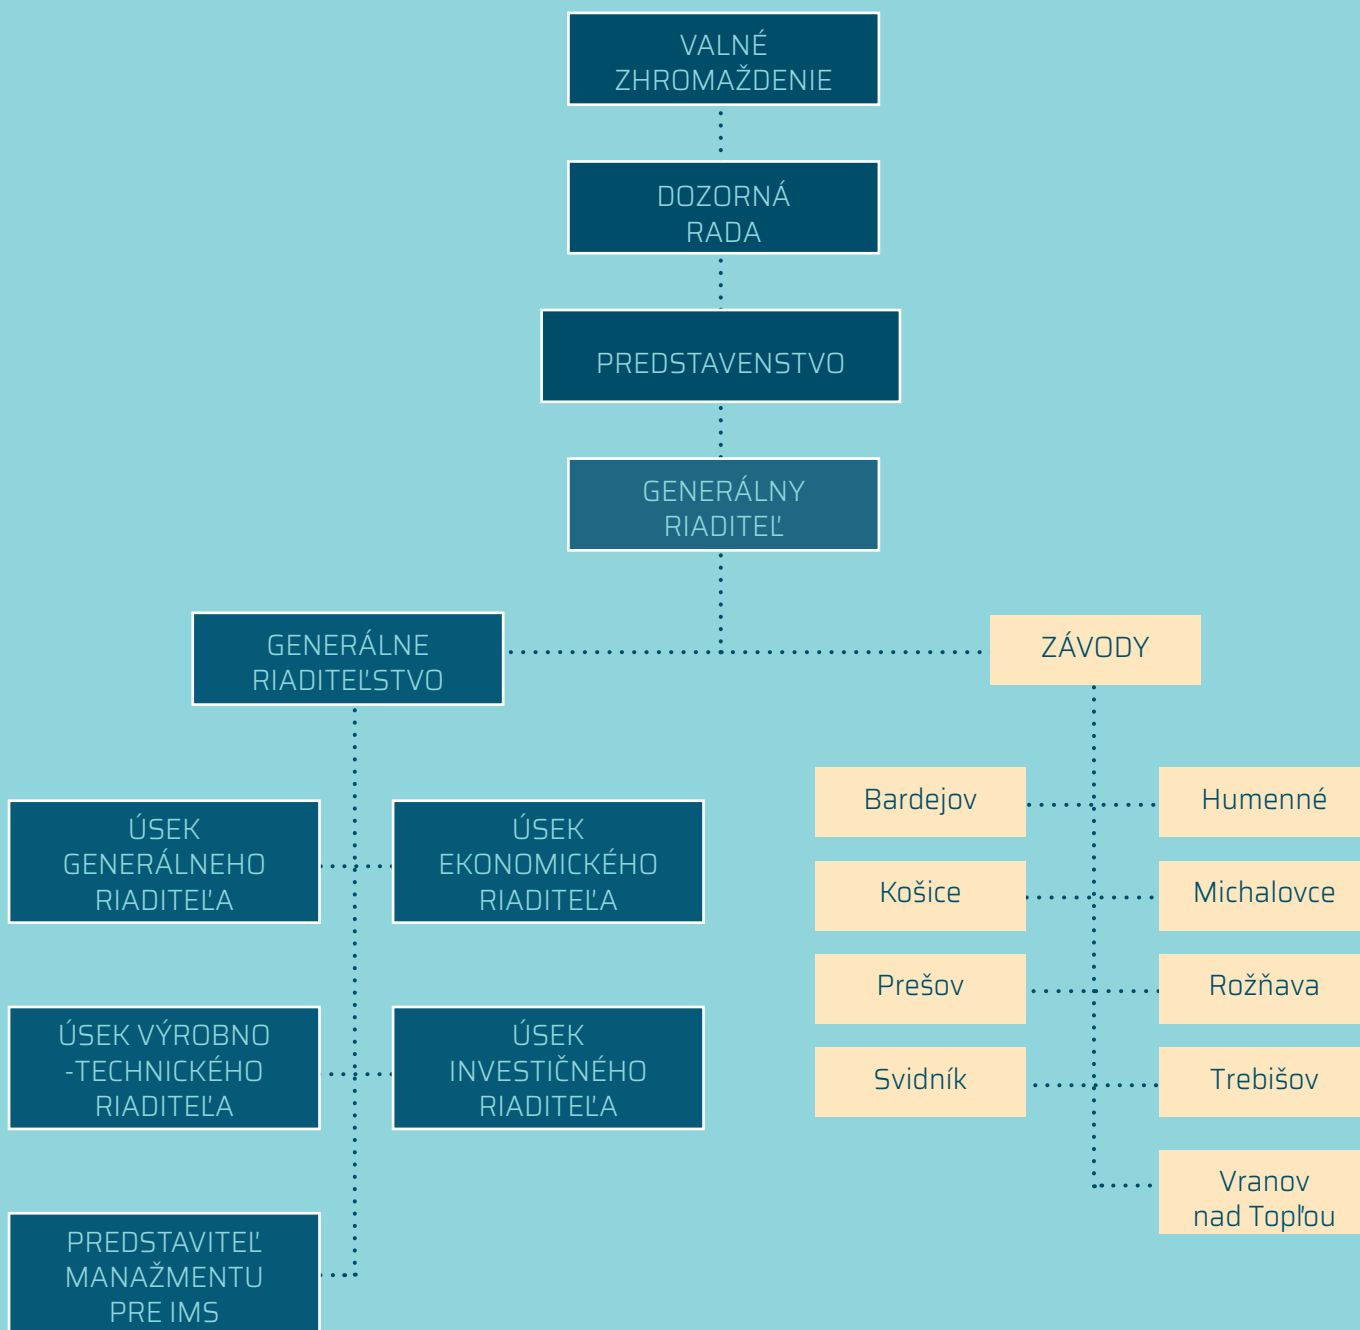 VALNÉ
ZHROMAŽDENIE
DOZORNÁ
RADA
PREDSTAVENSTVO
GENERÁLNY
RIADITEĽ
GENERÁLNE
RIADITEĽSTVO
ZÁVODY
ÚSEK
GENERÁLNEHO
RIADITEĽA
ÚSEK
EKONOMICKÉHO
RIADITEĽA
ÚSEK VÝROBNO
-TECHNICKÉHO
RIADITEĽA
ÚSEK
INVESTIČNÉHO
RIADITEĽA
PREDSTAVITEĽ
MANAŽMENTU
PRE IMS
Bardejov
Humenné
Košice
Michalovce
Prešov
Rožňava
Svidník
Trebišov
Vranov
nad Topľou